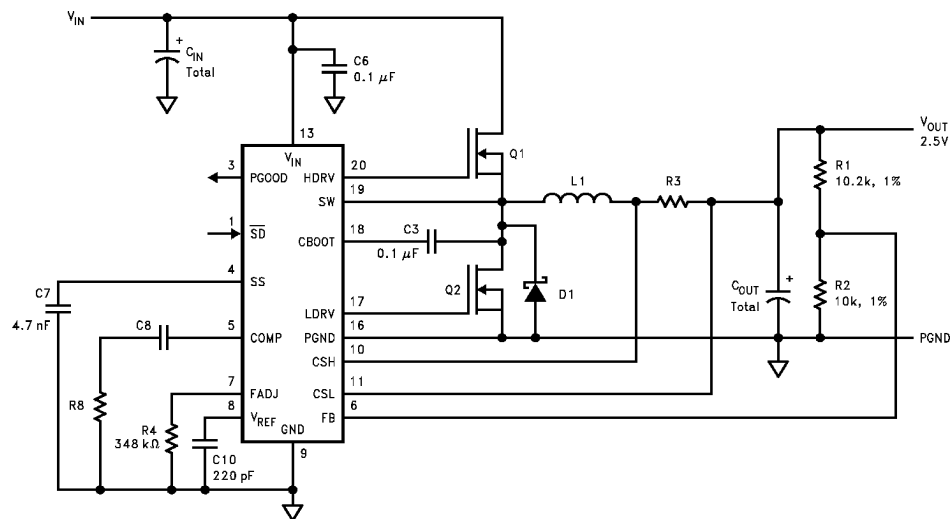 VIN
+
CIN
Total
C6
0.1 μF
13
VIN
3
PGOOD
HDRV
20
Q1
19
SW
L1
R3
VOUT
2.5V
R1
10.2k, 1%
1
SD
18
CBOOT
C3
0.1 μF
4
SS
C7
4.7 nF
Q2
D1
17
LDRV
COUT
Total
+
R2
10k, 1%
C8
5
COMP
16
PGND
PGND
10
CSH
R8
7
FADJ
11
CSL
R4
348 kΩ
8
VREF
6
FB
GND
9
C10
220 pF